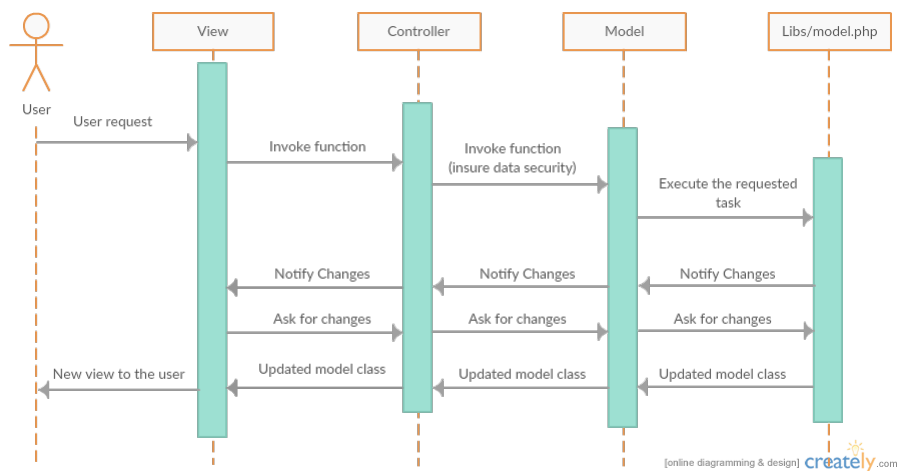 View
Controller
Model
Libs/model.php
User
User request
Invoke function
Invoke function
(insure data security)
Execute the requested
task
Notify Changes
Notify Changes
Notify Changes
Ask for changes
Ask for changes
Ask for changes
New view to the user
Updated model class
Updated model class
Updated model class
[online diagramming & design] creately.com